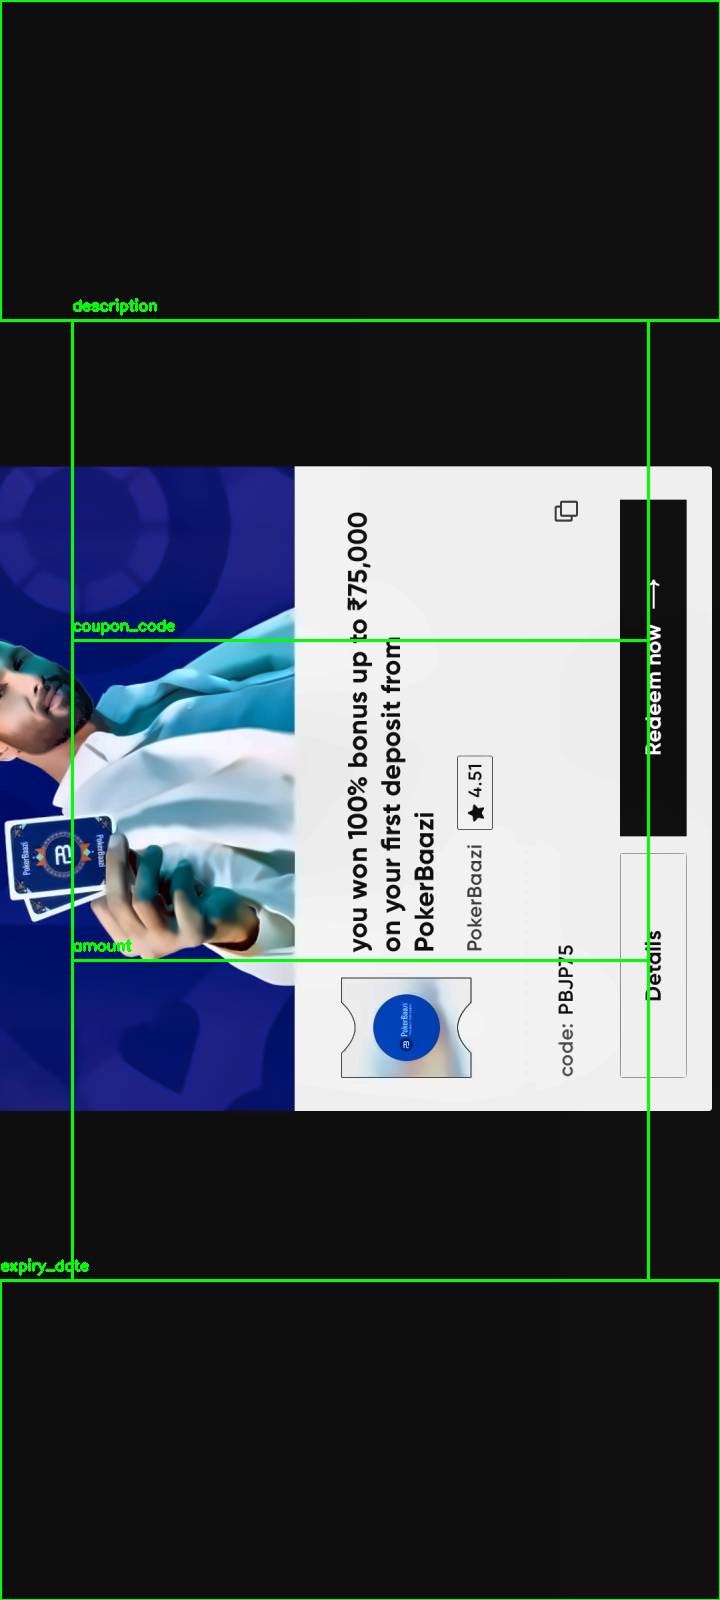 description
coupon_code
amount
expiry_date
you won 100% bonus up to ₹75,000
on your first deposit from
PokerBaazi
PokerBaazi
★ 4.51
code: PBJP75
Details
Redeem now →
PokerBaazi
PokerBaazi
PokerBaazi